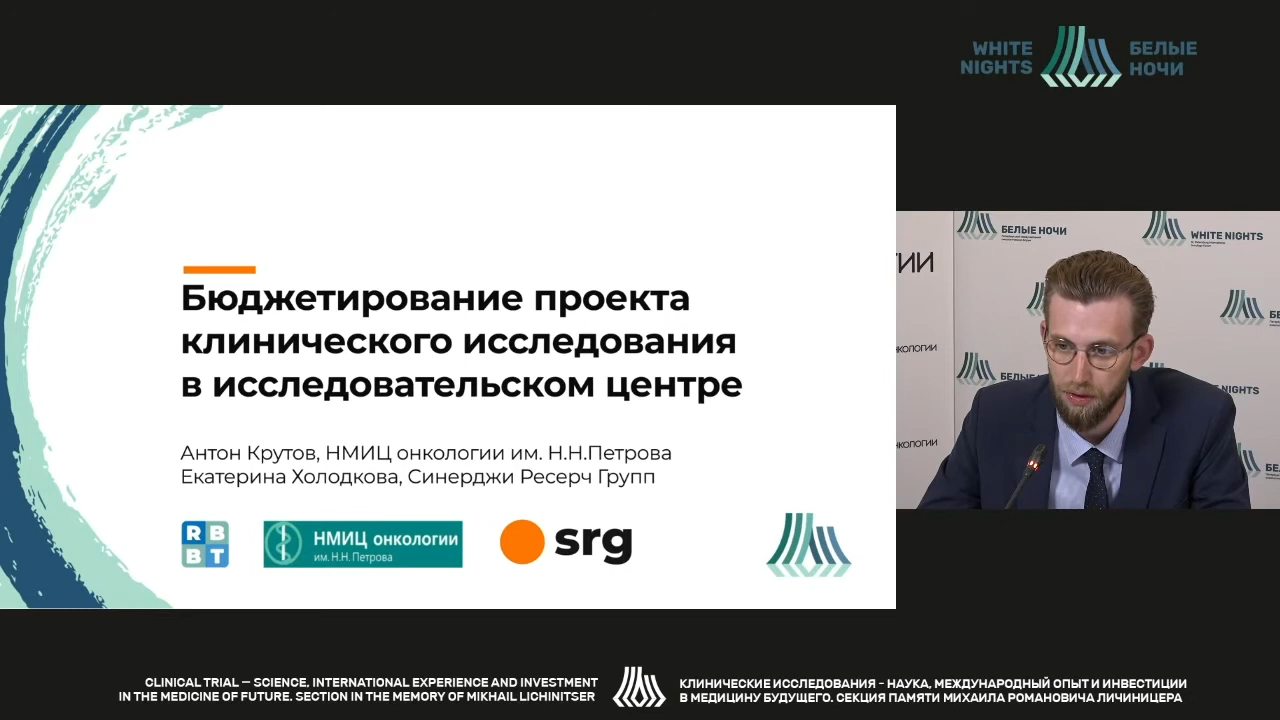 WHITE
NIGHTS
БЕЛЫЕ
НОЧИ
Бюджетирование проекта
клинического исследования
в исследовательском центре
Антон Крутов, НМИЦ онкологии им. Н.Н.Петрова
Екатерина Холодкова, Синерджи Ресерч Групп
RB
BT
НМИЦ онкологии
им. Н.Н. Петрова
srg
БЕЛЫЕ НОЧИ
WHITE NIGHTS
CLINICAL TRIAL – SCIENCE, INTERNATIONAL EXPERIENCE AND INVESTMENT
IN THE MEDICINE OF FUTURE. SECTION IN THE MEMORY OF MIKHAIL LICHINITSER
КЛИНИЧЕСКИЕ ИССЛЕДОВАНИЯ - НАУКА, МЕЖДУНАРОДНЫЙ ОПЫТ И ИНВЕСТИЦИИ
В МЕДИЦИНУ БУДУЩЕГО. СЕКЦИЯ ПАМЯТИ МИХАИЛА РОМАНОВИЧА ЛИЧИНИЦЕРА